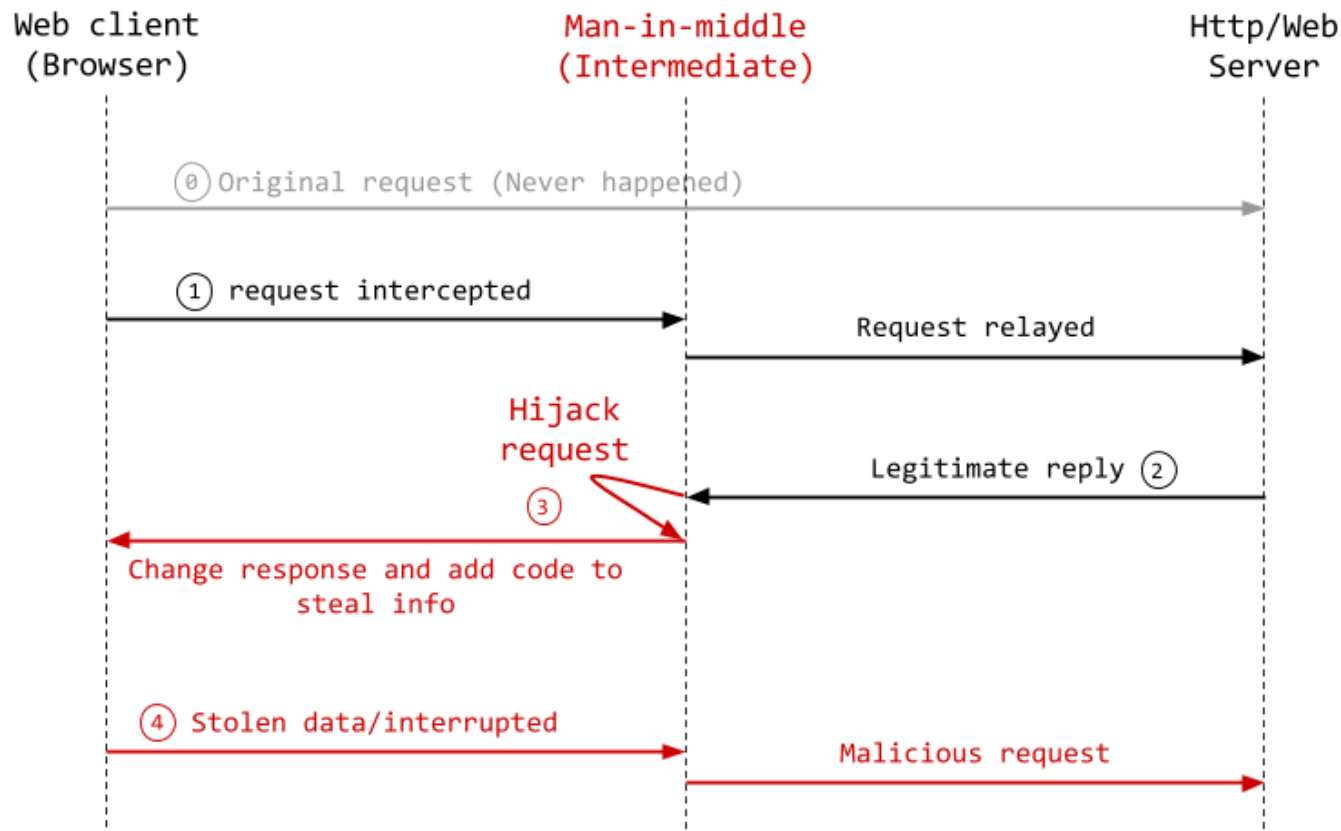 Web client
(Browser)
Man-in-middle
(Intermediate)
Http/Web
Server
0 Original request (Never happened)
1 request intercepted
Request relayed
Hijack
request
Legitimate reply 2
3
Change response and add code to
steal info
4 Stolen data/interrupted
Malicious request